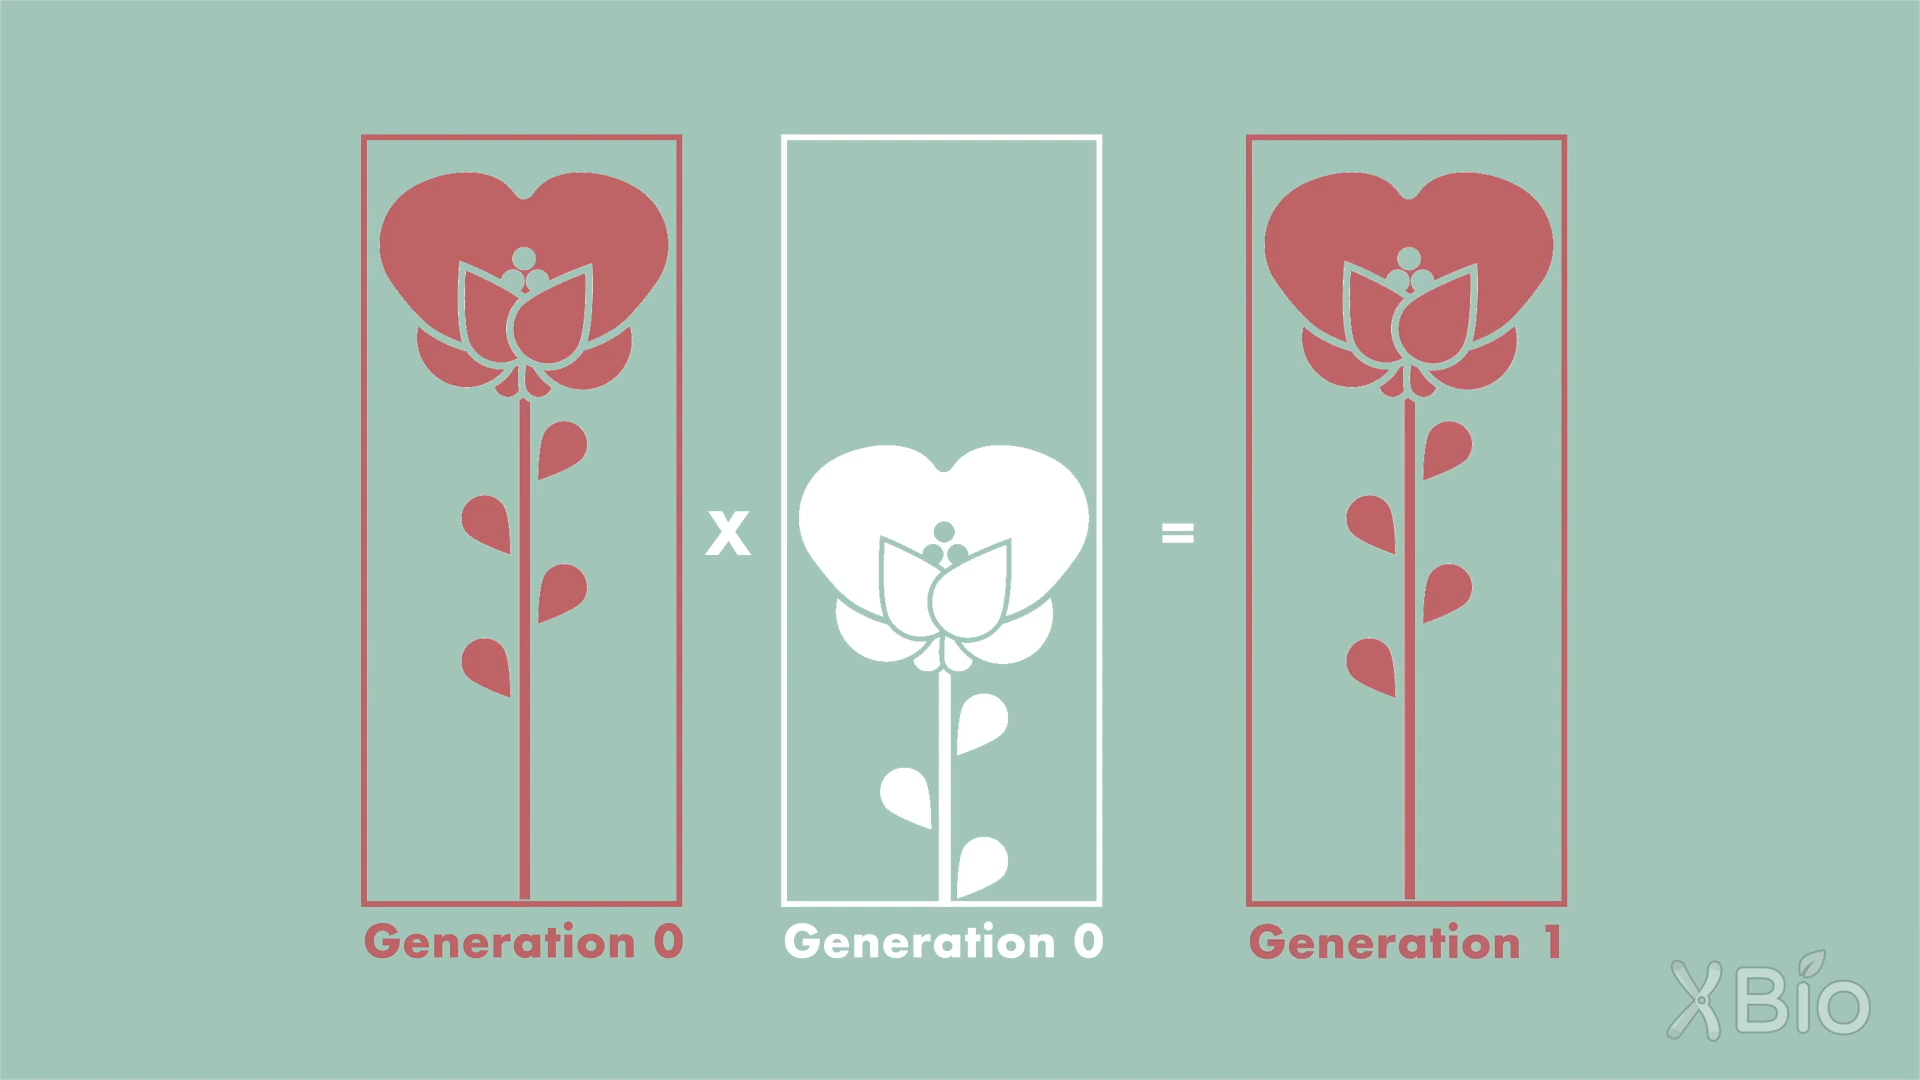 x
=
Generation 0
Generation 0
Generation 1
XBio